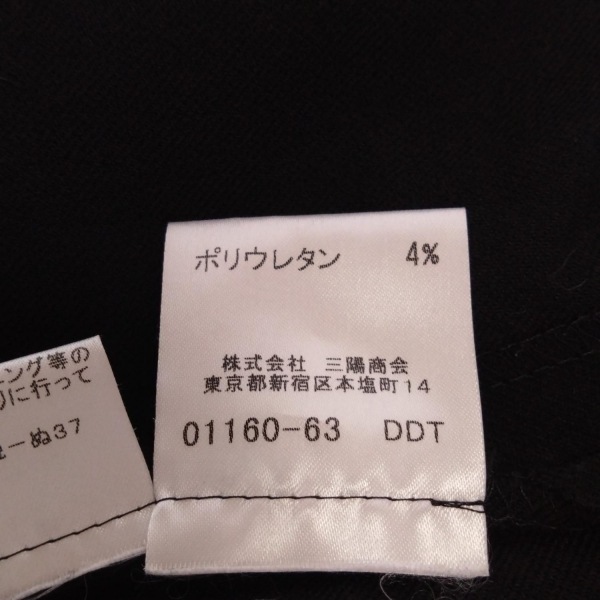 ポリウレタン 4%
株式会社 三陽商会
東京都新宿区本塩町14
01160-63 DDT
ニング等の
に行って
ーぬ37